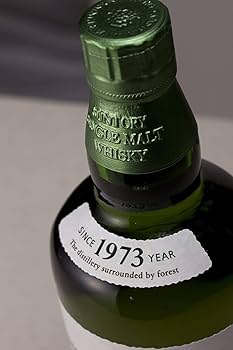 SUNTORY
SINGLE MALT
WHISKY
SINCE 1973 YEAR
The distillery surrounded by forest